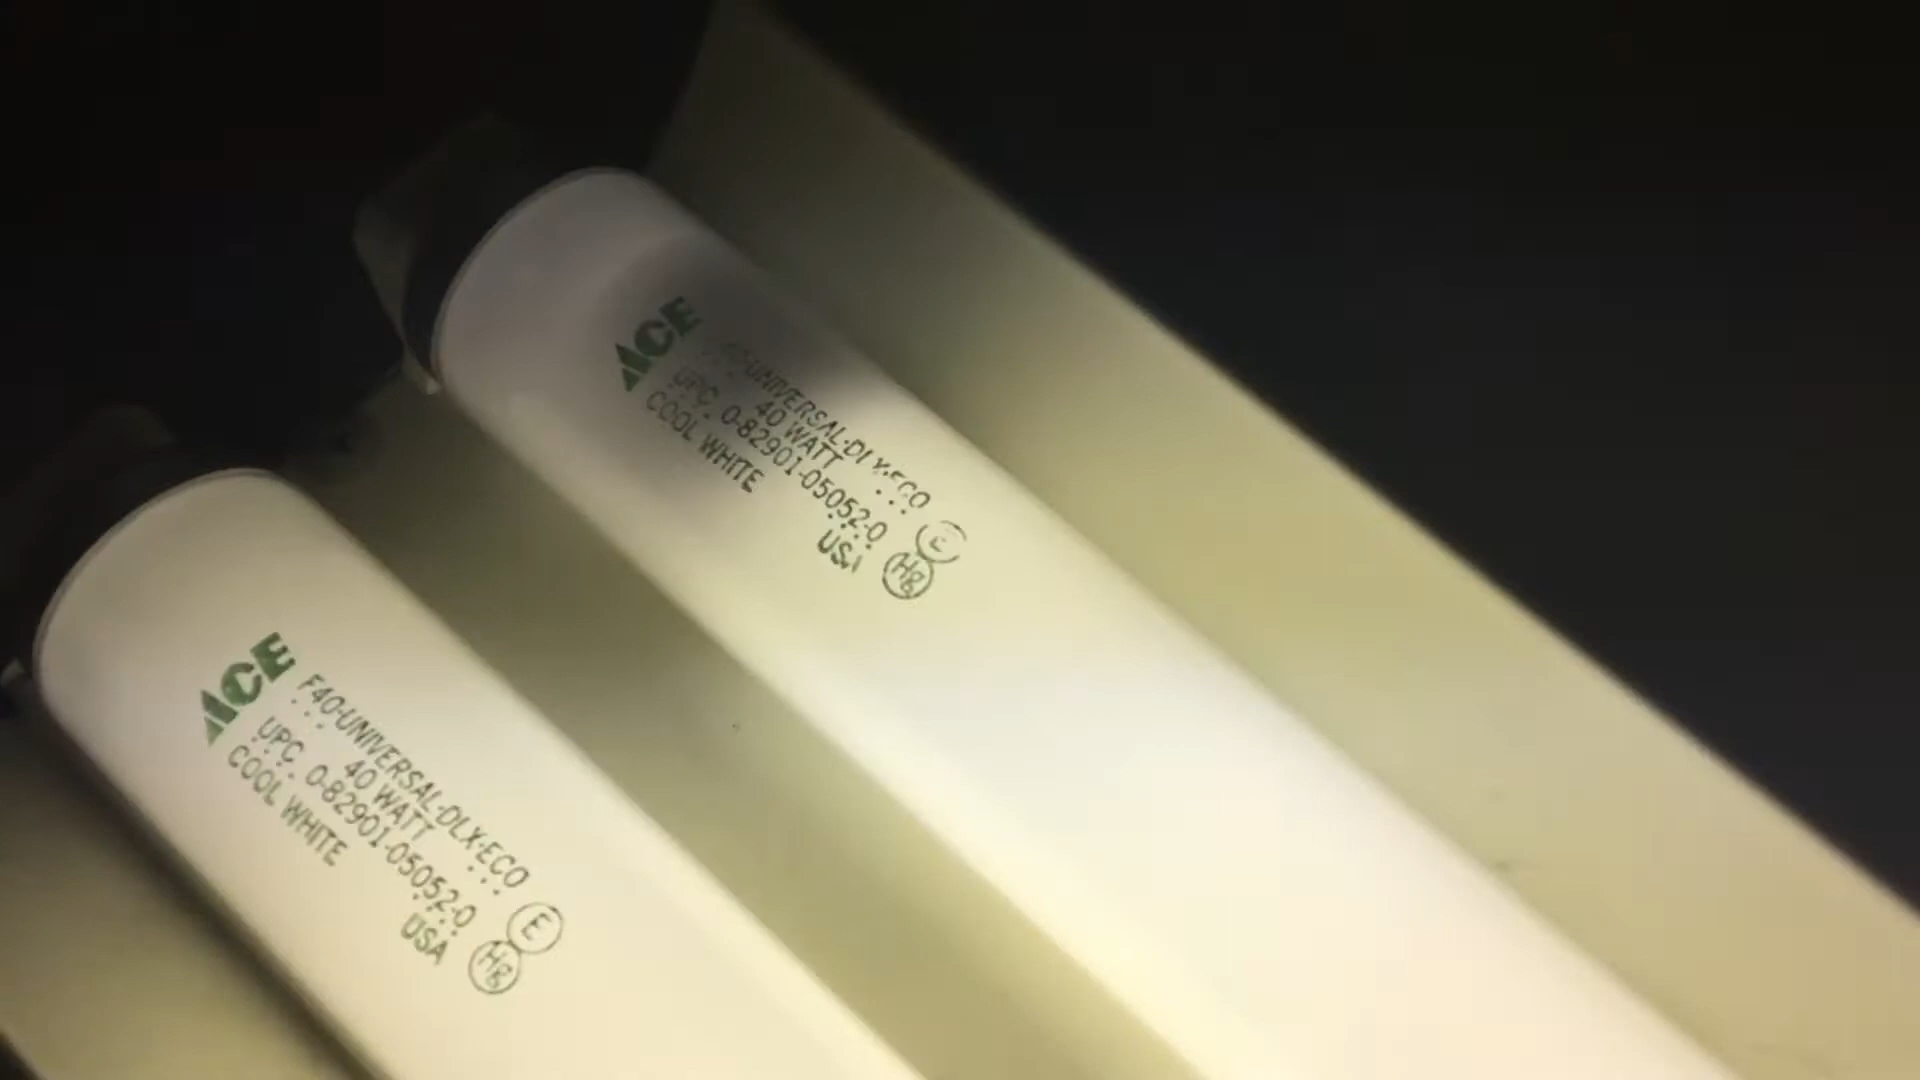 ACE
F40-UNIVERSAL-DLX-ECO
40 WATT
UPC 0-82901-05052-0
COOL WHITE
USA
E
Hg
ACE
UNIVERSAL-DLX-ECO
40 WATT
UPC 0-82901-05052-0
COOL WHITE
USA
E
Hg